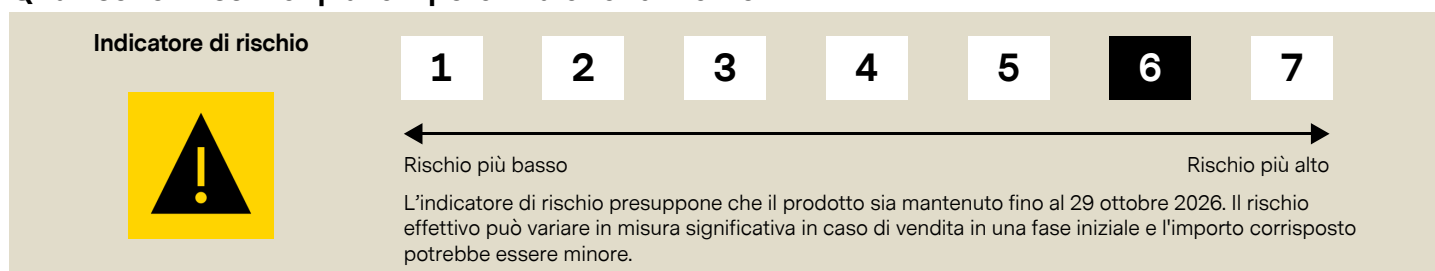 Indicatore di rischio
1 2 3 4 5 6 7
Rischio più basso Rischio più alto
L'indicatore di rischio presuppone che il prodotto sia mantenuto fino al 29 ottobre 2026. Il rischio
effettivo può variare in misura significativa in caso di vendita in una fase iniziale e l'importo corrisposto
potrebbe essere minore.